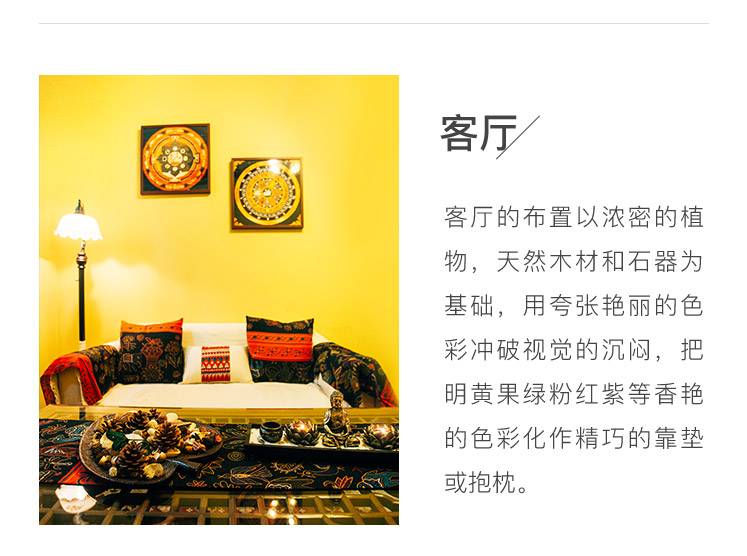 客厅
客厅的布置以浓密的植
物，天然木材和石器为
基础，用夸张艳丽的色
彩冲破视觉的沉闷，把
明黄果绿粉红紫等香艳
的色彩化作精巧的靠垫
或抱枕。